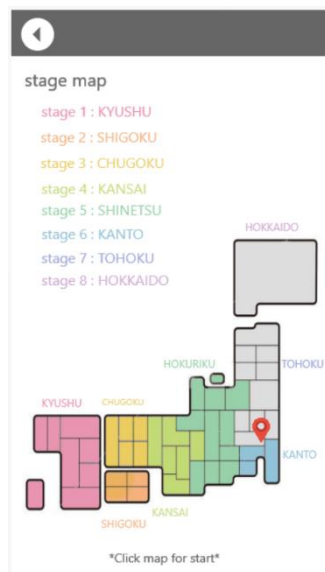 stage map
stage 1 : KYUSHU
stage 2 : SHIGOKU
stage 3 : CHUGOKU
stage 4 : KANSAI
stage 5 : SHINETSU
stage 6 : KANTO
stage 7 : TOHOKU
stage 8 : HOKKAIDO
HOKKAIDO
HOKURIKU
TOHOKU
KYUSHU
CHUGOKU
KANTO
KANSAI
SHIGOKU
*Click map for start*